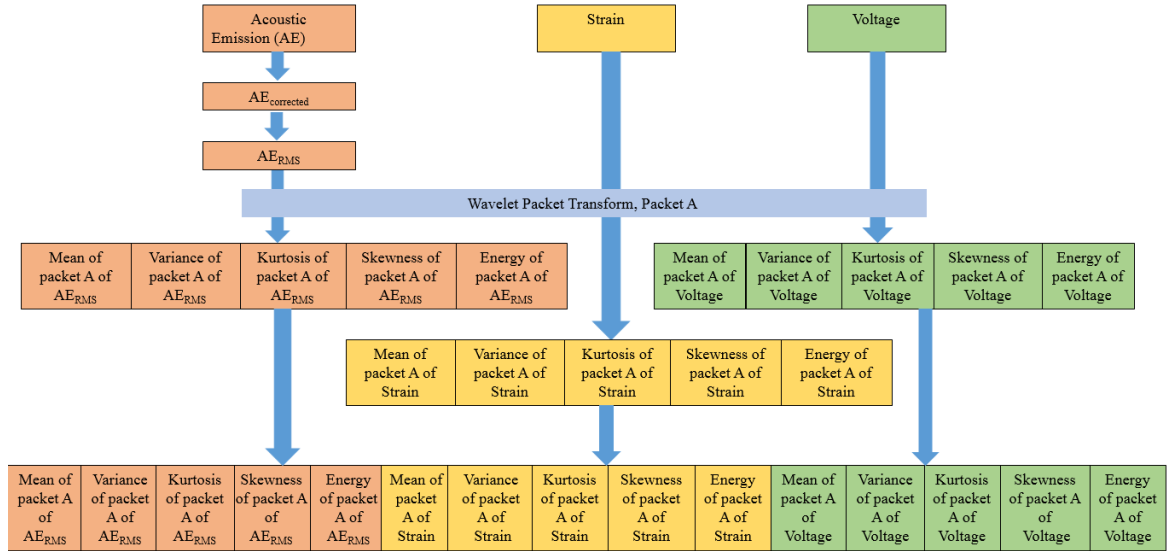 Acoustic
Emission (AE)
Strain
Voltage
AEcorrected
AERMS
Wavelet Packet Transform, Packet A
Mean of
packet A of
AERMS
Variance of
packet A of
AERMS
Kurtosis of
packet A of
AERMS
Skewness of
packet A of
AERMS
Energy of
packet A of
AERMS
Mean of
packet A of
Voltage
Variance of
packet A of
Voltage
Kurtosis of
packet A of
Voltage
Skewness of
packet A of
Voltage
Energy of
packet A of
Voltage
Mean of
packet A of
Strain
Variance of
packet A of
Strain
Kurtosis of
packet A of
Strain
Skewness of
packet A of
Strain
Energy of
packet A of
Strain
Mean of
packet A
of
AERMS
Variance
of packet
A of
AERMS
Kurtosis
of packet
A of
AERMS
Skewness
of packet A
of
AERMS
Energy
of packet
A of
AERMS
Mean of
packet A
of
Strain
Variance
of packet
A of
Strain
Kurtosis
of packet
A of
Strain
Skewness
of packet
A of
Strain
Energy
of packet
A of
Strain
Mean of
packet A
of
Voltage
Variance
of packet
A of
Voltage
Kurtosis
of packet
A of
Voltage
Skewness
of packet A
of
Voltage
Energy
of packet
A of
Voltage